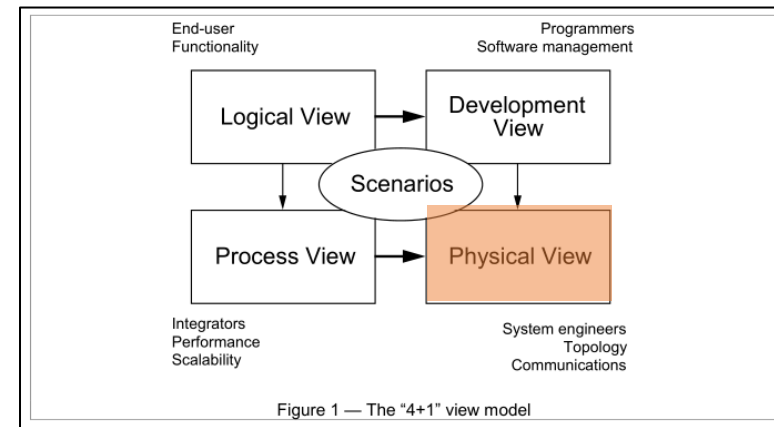 End-user
Functionality
Programmers
Software management
Logical View
Development
View
Scenarios
Process View
Physical View
Integrators
Performance
Scalability
System engineers
Topology
Communications
Figure 1 — The “4+1” view model